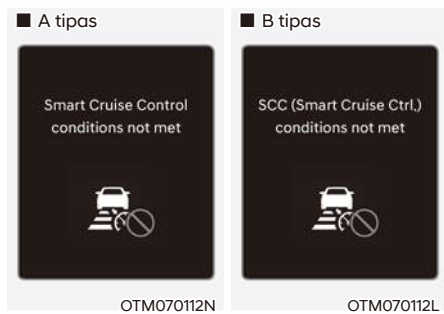 ■ A tipas
Smart Cruise Control
conditions not met
OTM070112N
■ B tipas
SCC (Smart Cruise Ctrl.)
conditions not met
OTM070112L